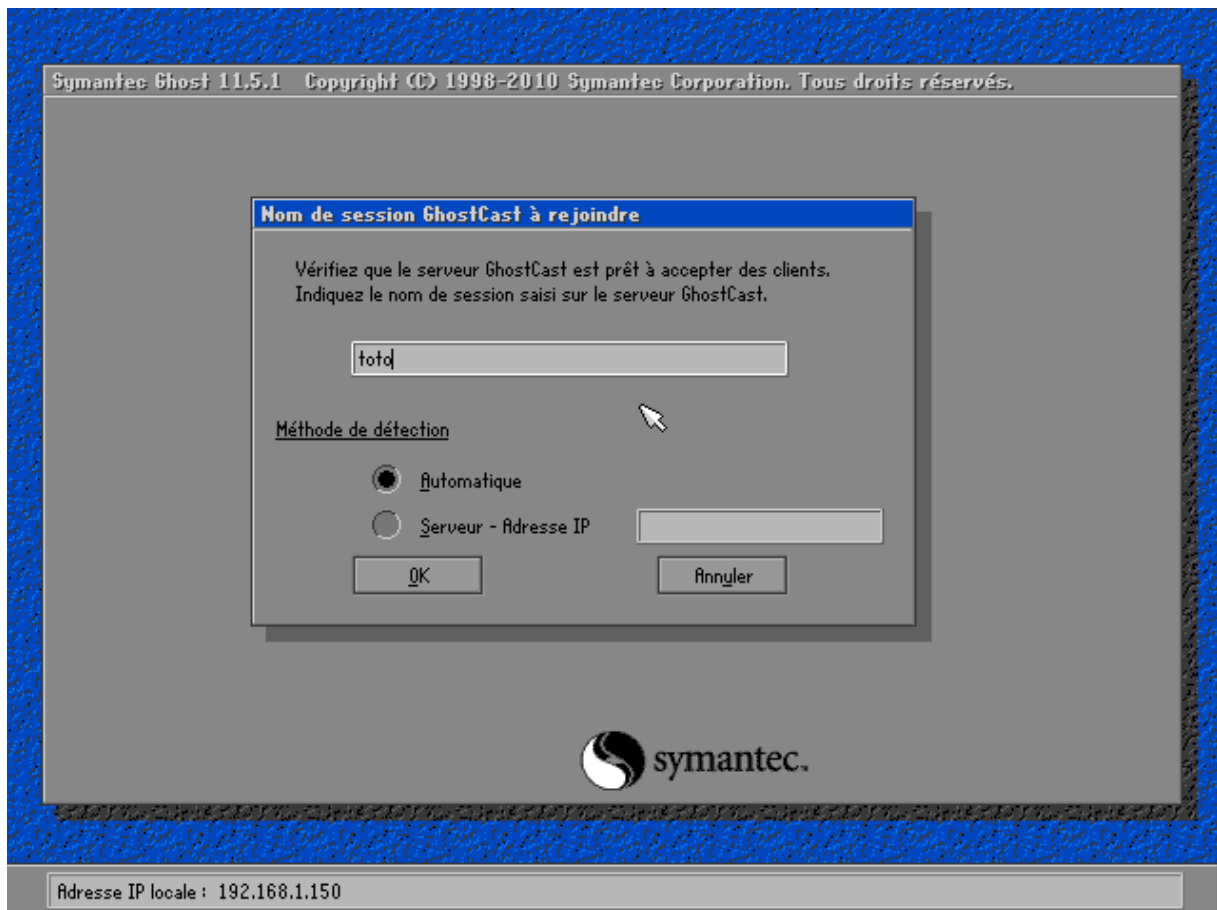 Symantec Ghost 11.5.1   Copyright (C) 1998-2010 Symantec Corporation. Tous droits réservés.
Nom de session GhostCast à rejoindre
Vérifiez que le serveur GhostCast est prêt à accepter des clients.
Indiquez le nom de session saisi sur le serveur GhostCast.
toto
Méthode de détection
Automatique
Serveur - Adresse IP
OK
Annuler
symantec.
Adresse IP locale : 192.168.1.150